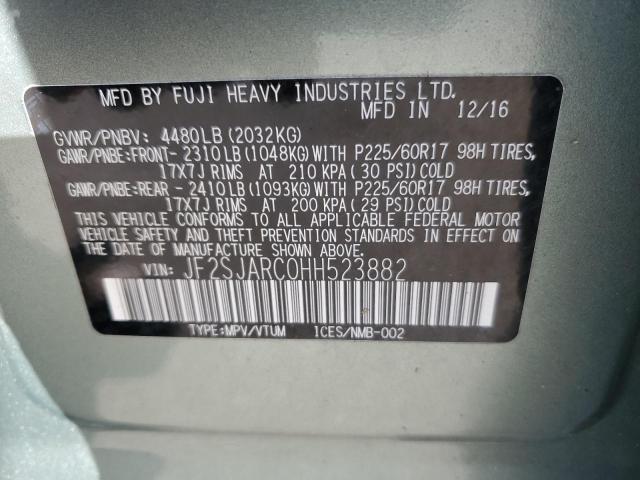 MFD BY FUJI HEAVY INDUSTRIES LTD.
MFD IN 12/16
GVWR/PNBV: 4480LB (2032KG)
GAWR/PNBE:FRONT- 2310LB (1048KG) WITH P225/60R17 98H TIRES,
17X7J RIMS AT 210 KPA (30 PSI) COLD
GAWR/PNBE:REAR - 2410LB (1093KG) WITH P225/60R17 98H TIRES,
17X7J RIMS AT 200 KPA (29 PSI) COLD
THIS VEHICLE CONFORMS TO ALL APPLICABLE FEDERAL MOTOR
VEHICLE SAFETY AND THEFT PREVENTION STANDARDS IN EFFECT ON THE
DATE OF MANUFACTURE SHOWN ABOVE.
VIN: JF2SJARC0HH523882
TYPE:MPV/VTUM ICES/NMB-002